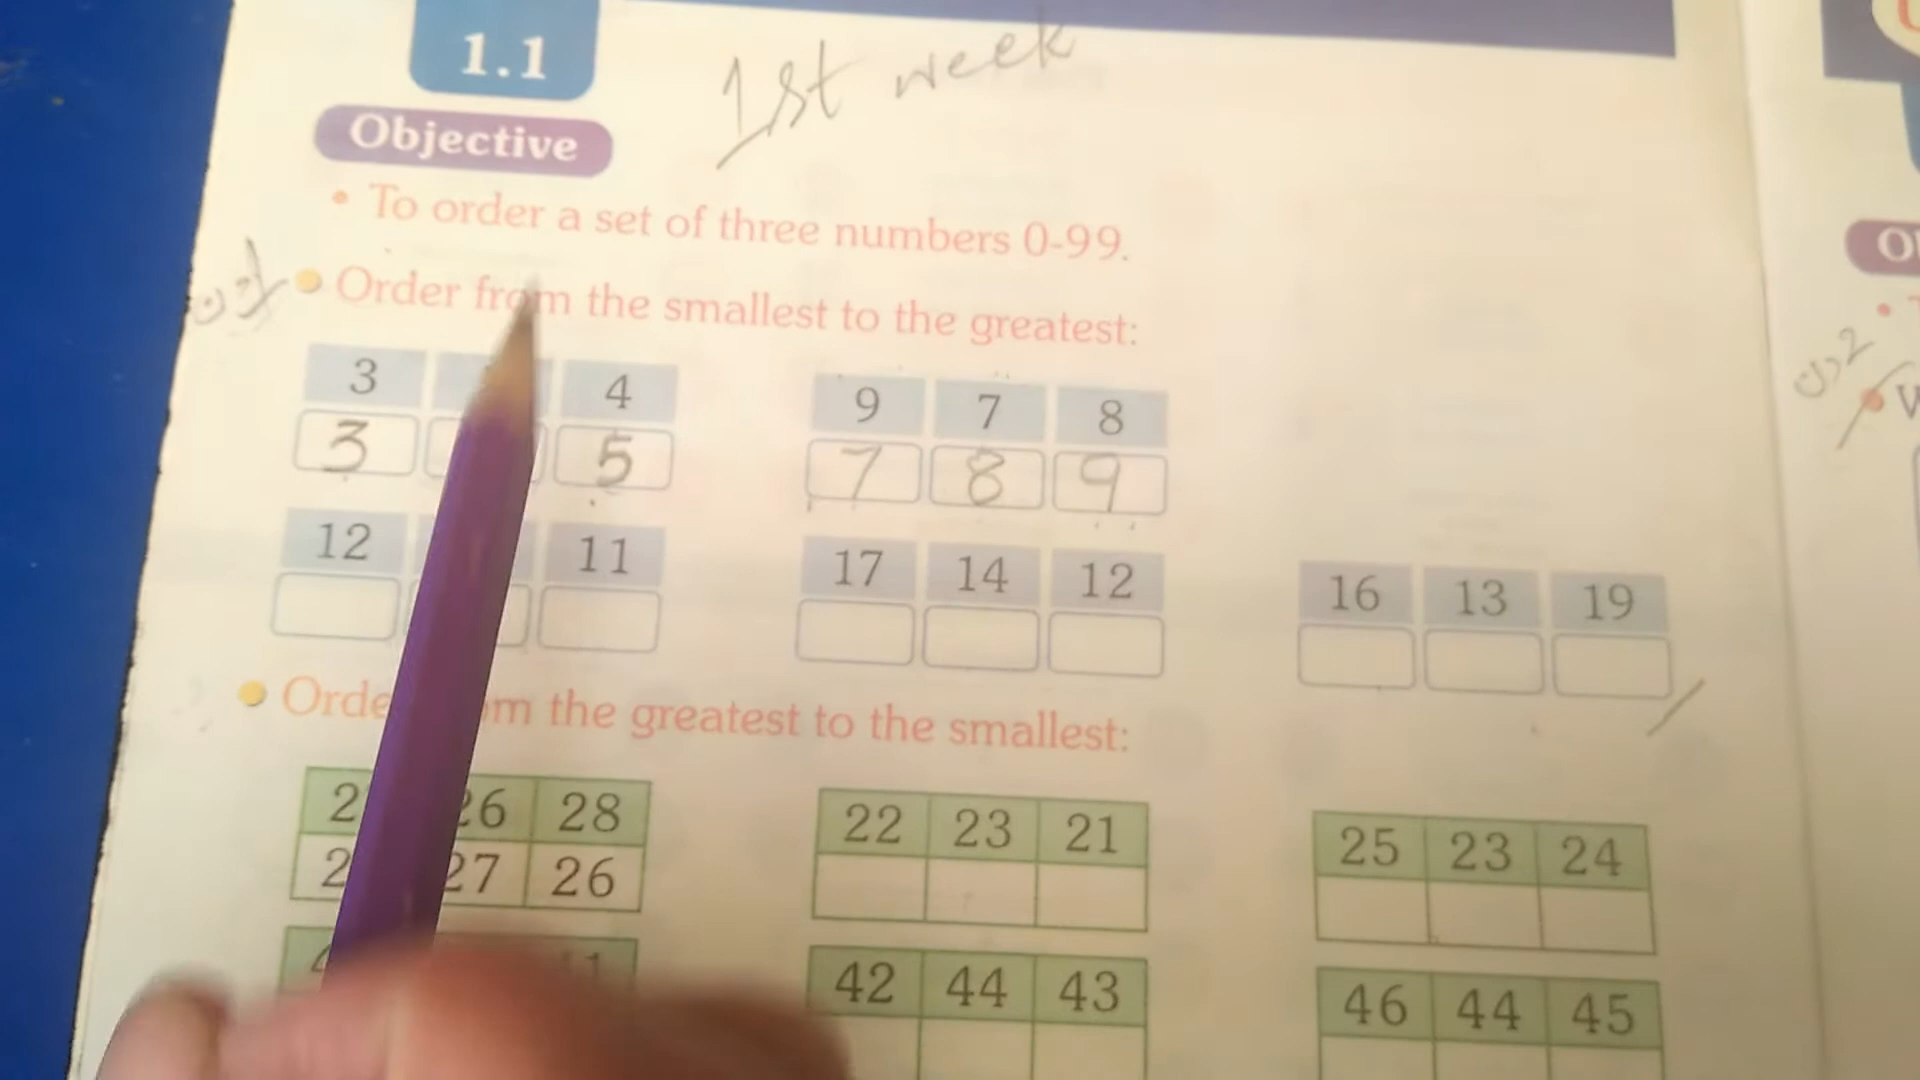 1.1
1st week
Objective
• To order a set of three numbers 0-99.
Order from the smallest to the greatest:
3 4 9 7 8
3 5 7 8 9
12 11 17 14 12 16 13 19
from the greatest to the smallest:
26 28 22 23 21 25 23 24
27 26
42 44 43 46 44 45